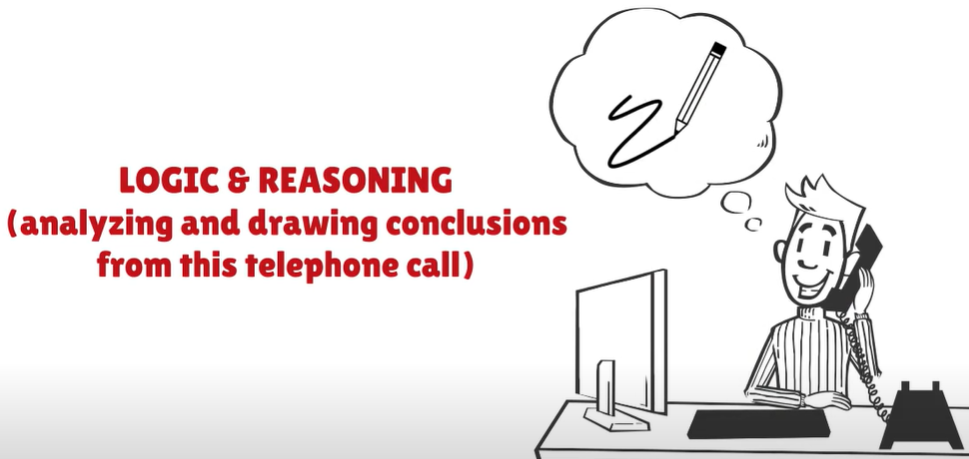 LOGIC & REASONING
(analyzing and drawing conclusions
from this telephone call)